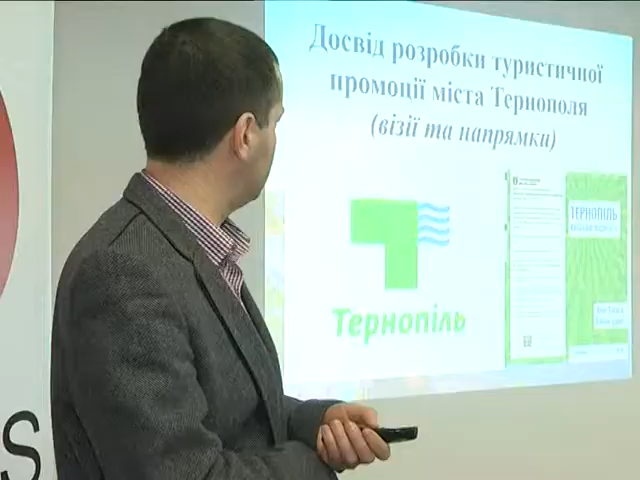 Досвід розробки туристичної
промоції міста Тернополя
(візії та напрямки)
Тернопіль
ТЕРНОПІЛЬ
S